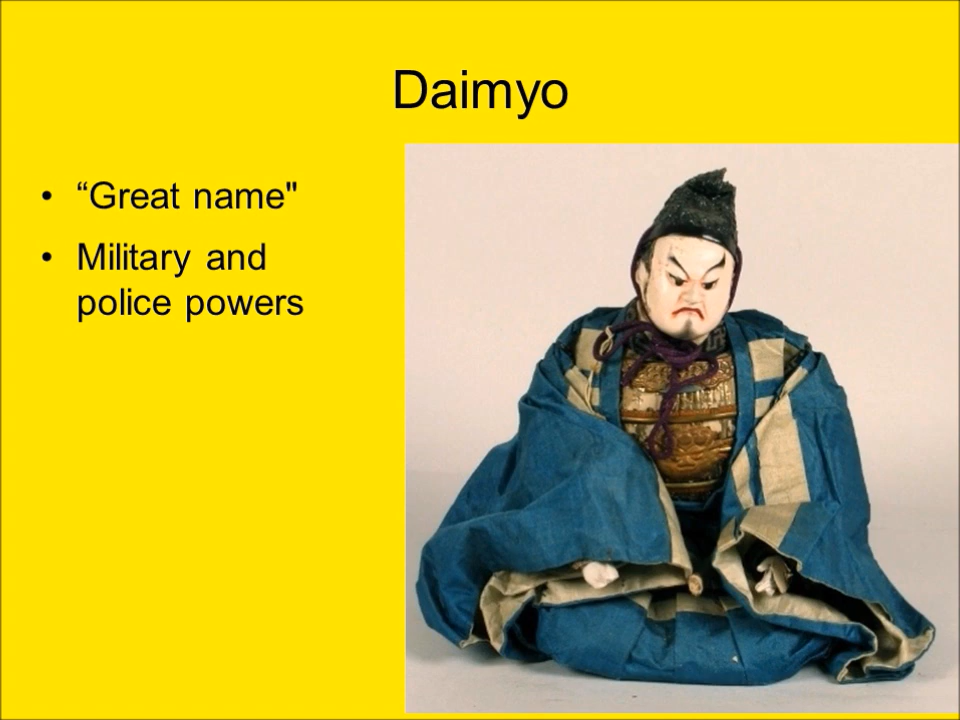 Daimyo
• “Great name"
• Military and
police powers